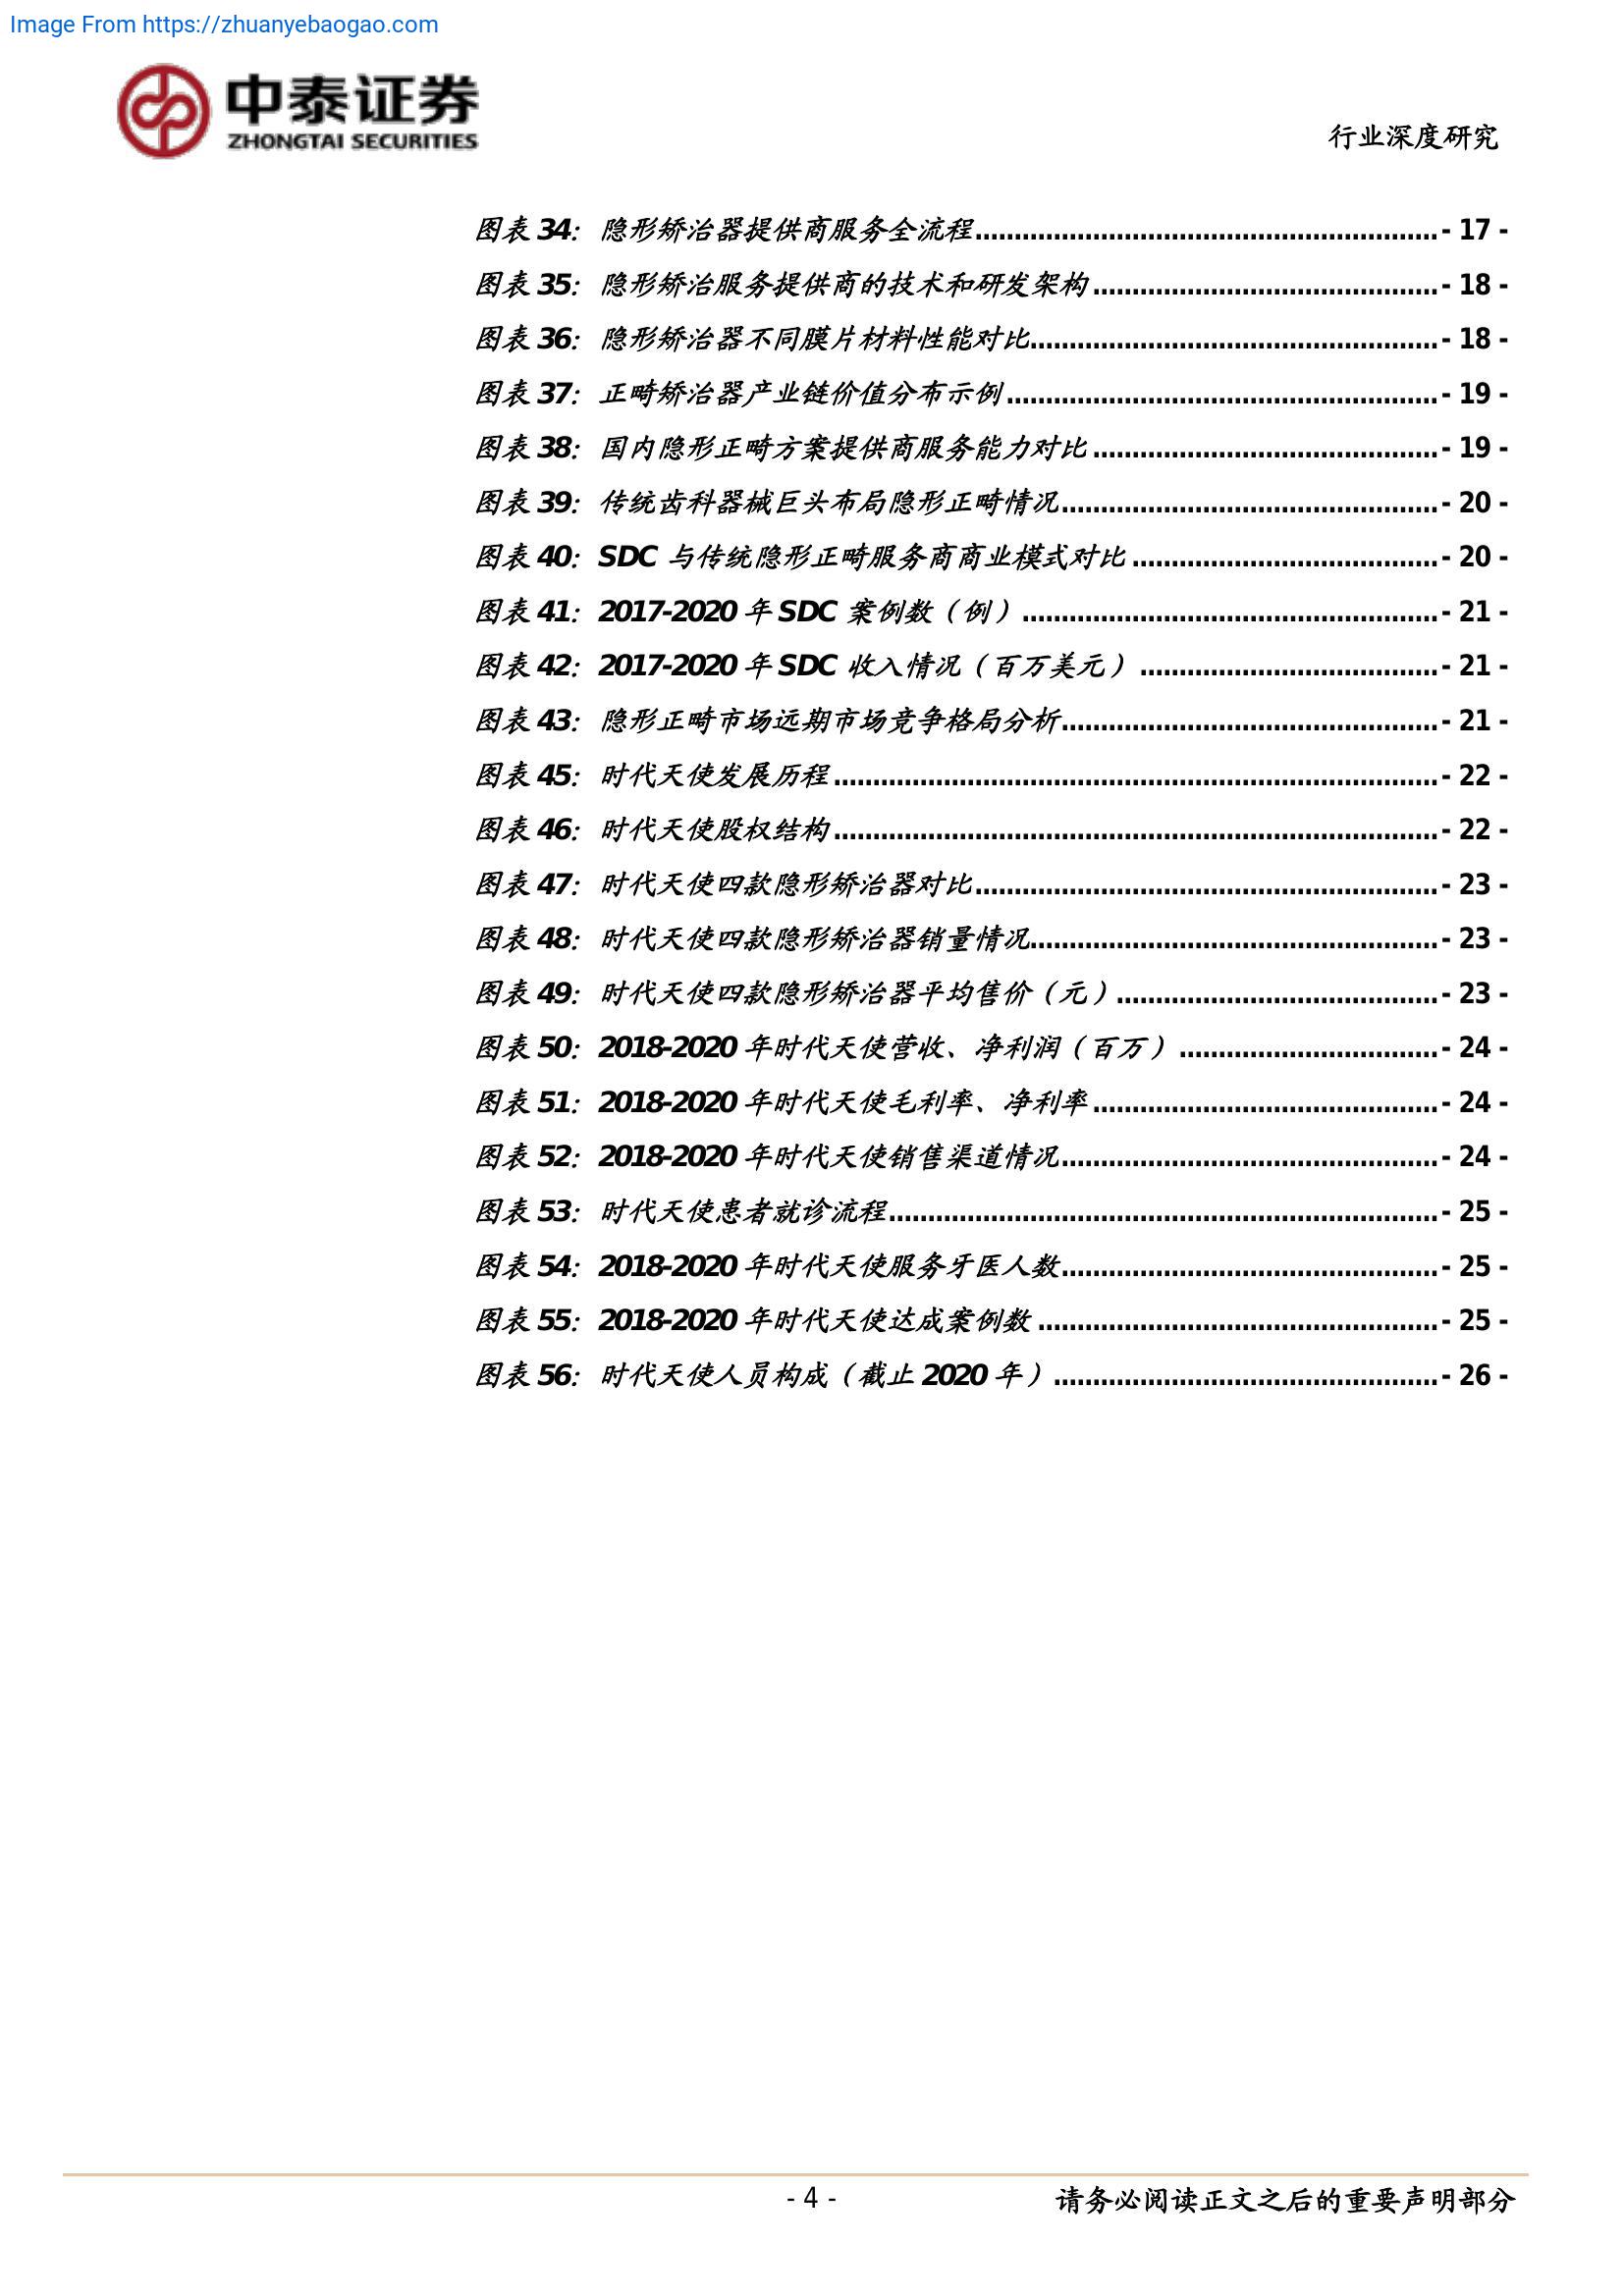 Image From https://zhuanyebaogao.com
中泰证券
ZHONGTAI SECURITIES
行业深度研究
图表 34：隐形矫治器提供商服务全流程............................................................- 17 -
图表 35：隐形矫治服务提供商的技术和研发架构.............................................- 18 -
图表 36：隐形矫治器不同膜片材料性能对比.....................................................- 18 -
图表 37：正畸矫治器产业链价值分布示例........................................................- 19 -
图表 38：国内隐形正畸方案提供商服务能力对比.............................................- 19 -
图表 39：传统齿科器械巨头布局隐形正畸情况.................................................- 20 -
图表 40：SDC 与传统隐形正畸服务商商业模式对比........................................- 20 -
图表 41：2017-2020 年 SDC 案例数（例）......................................................- 21 -
图表 42：2017-2020 年 SDC 收入情况（百万美元）.......................................- 21 -
图表 43：隐形正畸市场远期市场竞争格局分析.................................................- 21 -
图表 45：时代天使发展历程...............................................................................- 22 -
图表 46：时代天使股权结构...............................................................................- 22 -
图表 47：时代天使四款隐形矫治器对比............................................................- 23 -
图表 48：时代天使四款隐形矫治器销量情况.....................................................- 23 -
图表 49：时代天使四款隐形矫治器平均售价（元）..........................................- 23 -
图表 50：2018-2020 年时代天使营收、净利润（百万）..................................- 24 -
图表 51：2018-2020 年时代天使毛利率、净利率.............................................- 24 -
图表 52：2018-2020 年时代天使销售渠道情况.................................................- 24 -
图表 53：时代天使患者就诊流程.......................................................................- 25 -
图表 54：2018-2020 年时代天使服务牙医人数.................................................- 25 -
图表 55：2018-2020 年时代天使达成案例数....................................................- 25 -
图表 56：时代天使人员构成（截止 2020 年）..................................................- 26 -
- 4 -
请务必阅读正文之后的重要声明部分